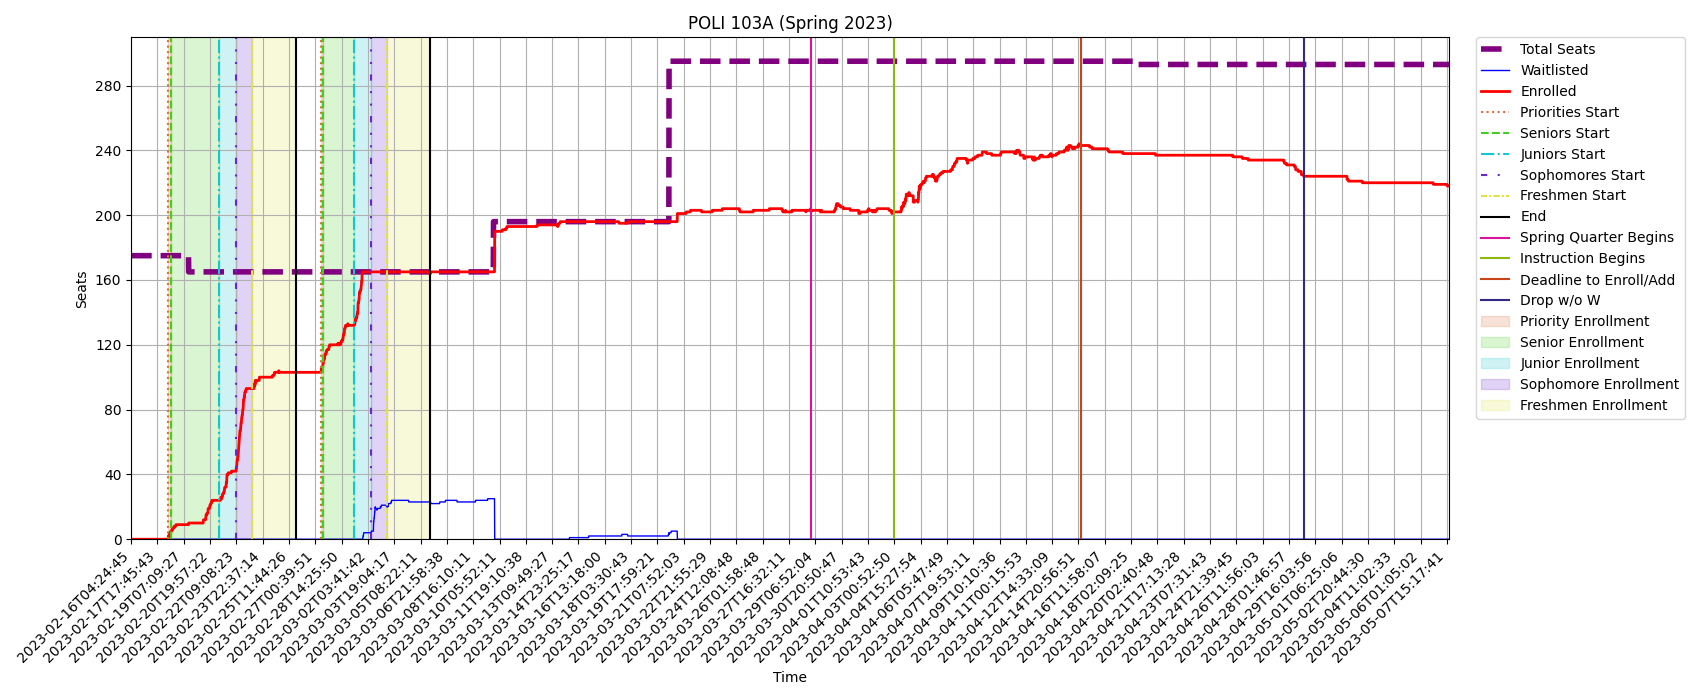 POLI 103A (Spring 2023)
Seats
280
240
200
160
120
80
40
0
2023-02-16T04:24:45
2023-02-17T17:45:43
2023-02-19T07:09:27
2023-02-20T19:57:22
2023-02-22T09:08:23
2023-02-23T22:37:14
2023-02-25T11:44:26
2023-02-27T00:39:51
2023-02-28T14:25:50
2023-03-02T03:41:42
2023-03-03T19:04:17
2023-03-05T08:22:11
2023-03-06T21:58:38
2023-03-08T16:10:11
2023-03-10T05:52:11
2023-03-11T19:10:38
2023-03-13T09:49:27
2023-03-14T23:25:17
2023-03-16T13:18:00
2023-03-18T03:30:43
2023-03-19T17:59:21
2023-03-21T07:52:03
2023-03-22T21:55:29
2023-03-24T12:08:48
2023-03-26T01:58:48
2023-03-27T16:32:11
2023-03-29T06:52:04
2023-03-30T20:50:47
2023-04-01T10:53:43
2023-04-03T00:52:50
2023-04-04T15:27:54
2023-04-06T05:47:49
2023-04-07T19:53:11
2023-04-09T10:10:36
2023-04-11T00:15:53
2023-04-12T14:33:09
2023-04-14T20:56:51
2023-04-16T11:58:07
2023-04-18T02:09:25
2023-04-20T02:40:48
2023-04-21T17:13:28
2023-04-23T07:31:43
2023-04-24T21:39:45
2023-04-26T11:56:03
2023-04-28T01:46:57
2023-04-29T16:03:56
2023-05-01T06:25:06
2023-05-02T20:44:30
2023-05-04T11:02:33
2023-05-06T01:05:02
2023-05-07T15:17:41
Time
Total Seats
Waitlisted
Enrolled
Priorities Start
Seniors Start
Juniors Start
Sophomores Start
Freshmen Start
End
Spring Quarter Begins
Instruction Begins
Deadline to Enroll/Add
Drop w/o W
Priority Enrollment
Senior Enrollment
Junior Enrollment
Sophomore Enrollment
Freshmen Enrollment